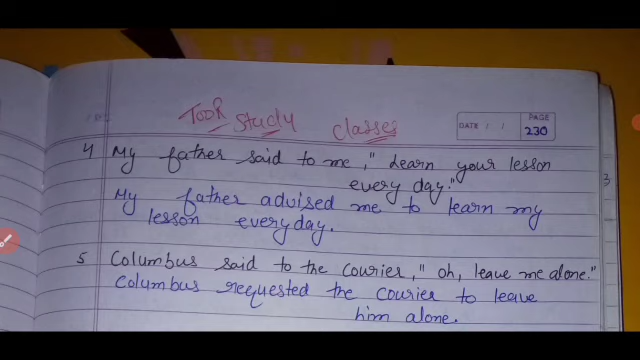 TOOR Study Classes
DATE : : PAGE 230
4 My father said to me, "Learn your lesson
every day."
My father advised me to learn my
lesson everyday.
5 Columbus said to the courier, "oh, leave me alone."
Columbus requested the courier to leave
him alone.